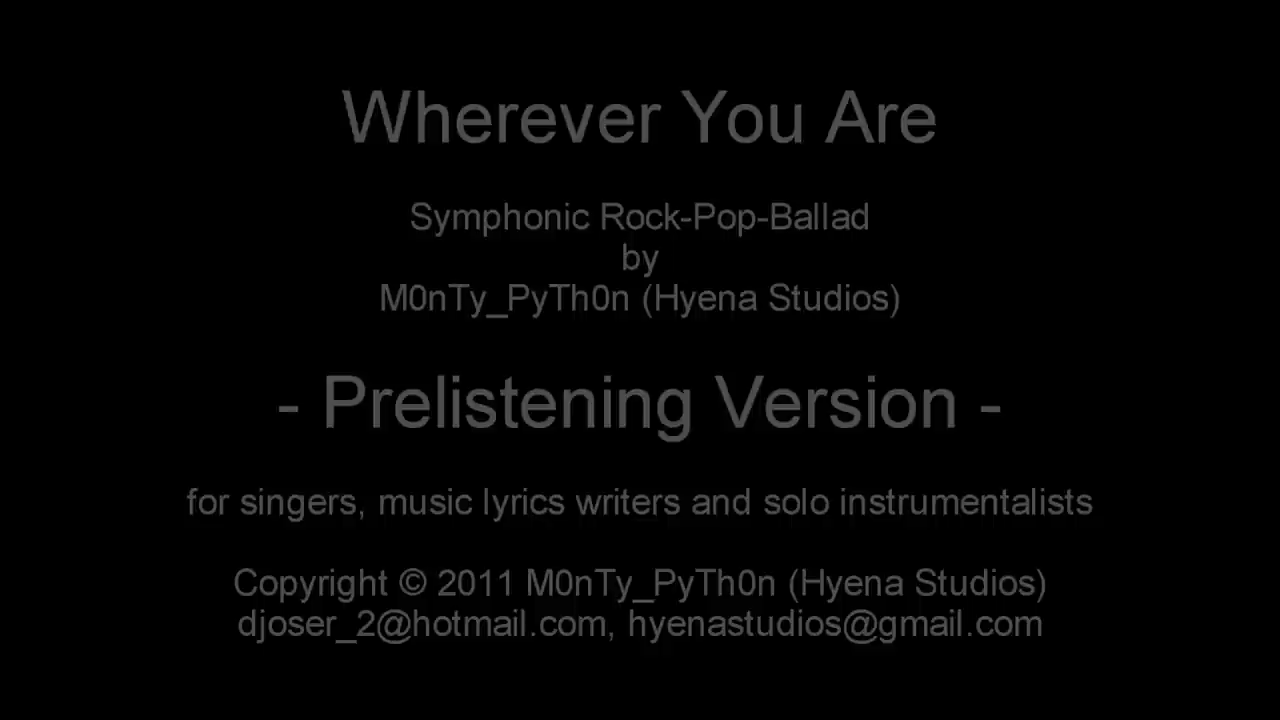 Wherever You Are
Symphonic Rock-Pop-Ballad
by
M0nTy_PyTh0n (Hyena Studios)
- Prelistening Version -
for singers, music lyrics writers and solo instrumentalists
Copyright © 2011 M0nTy_PyTh0n (Hyena Studios)
djoser_2@hotmail.com, hyenastudios@gmail.com